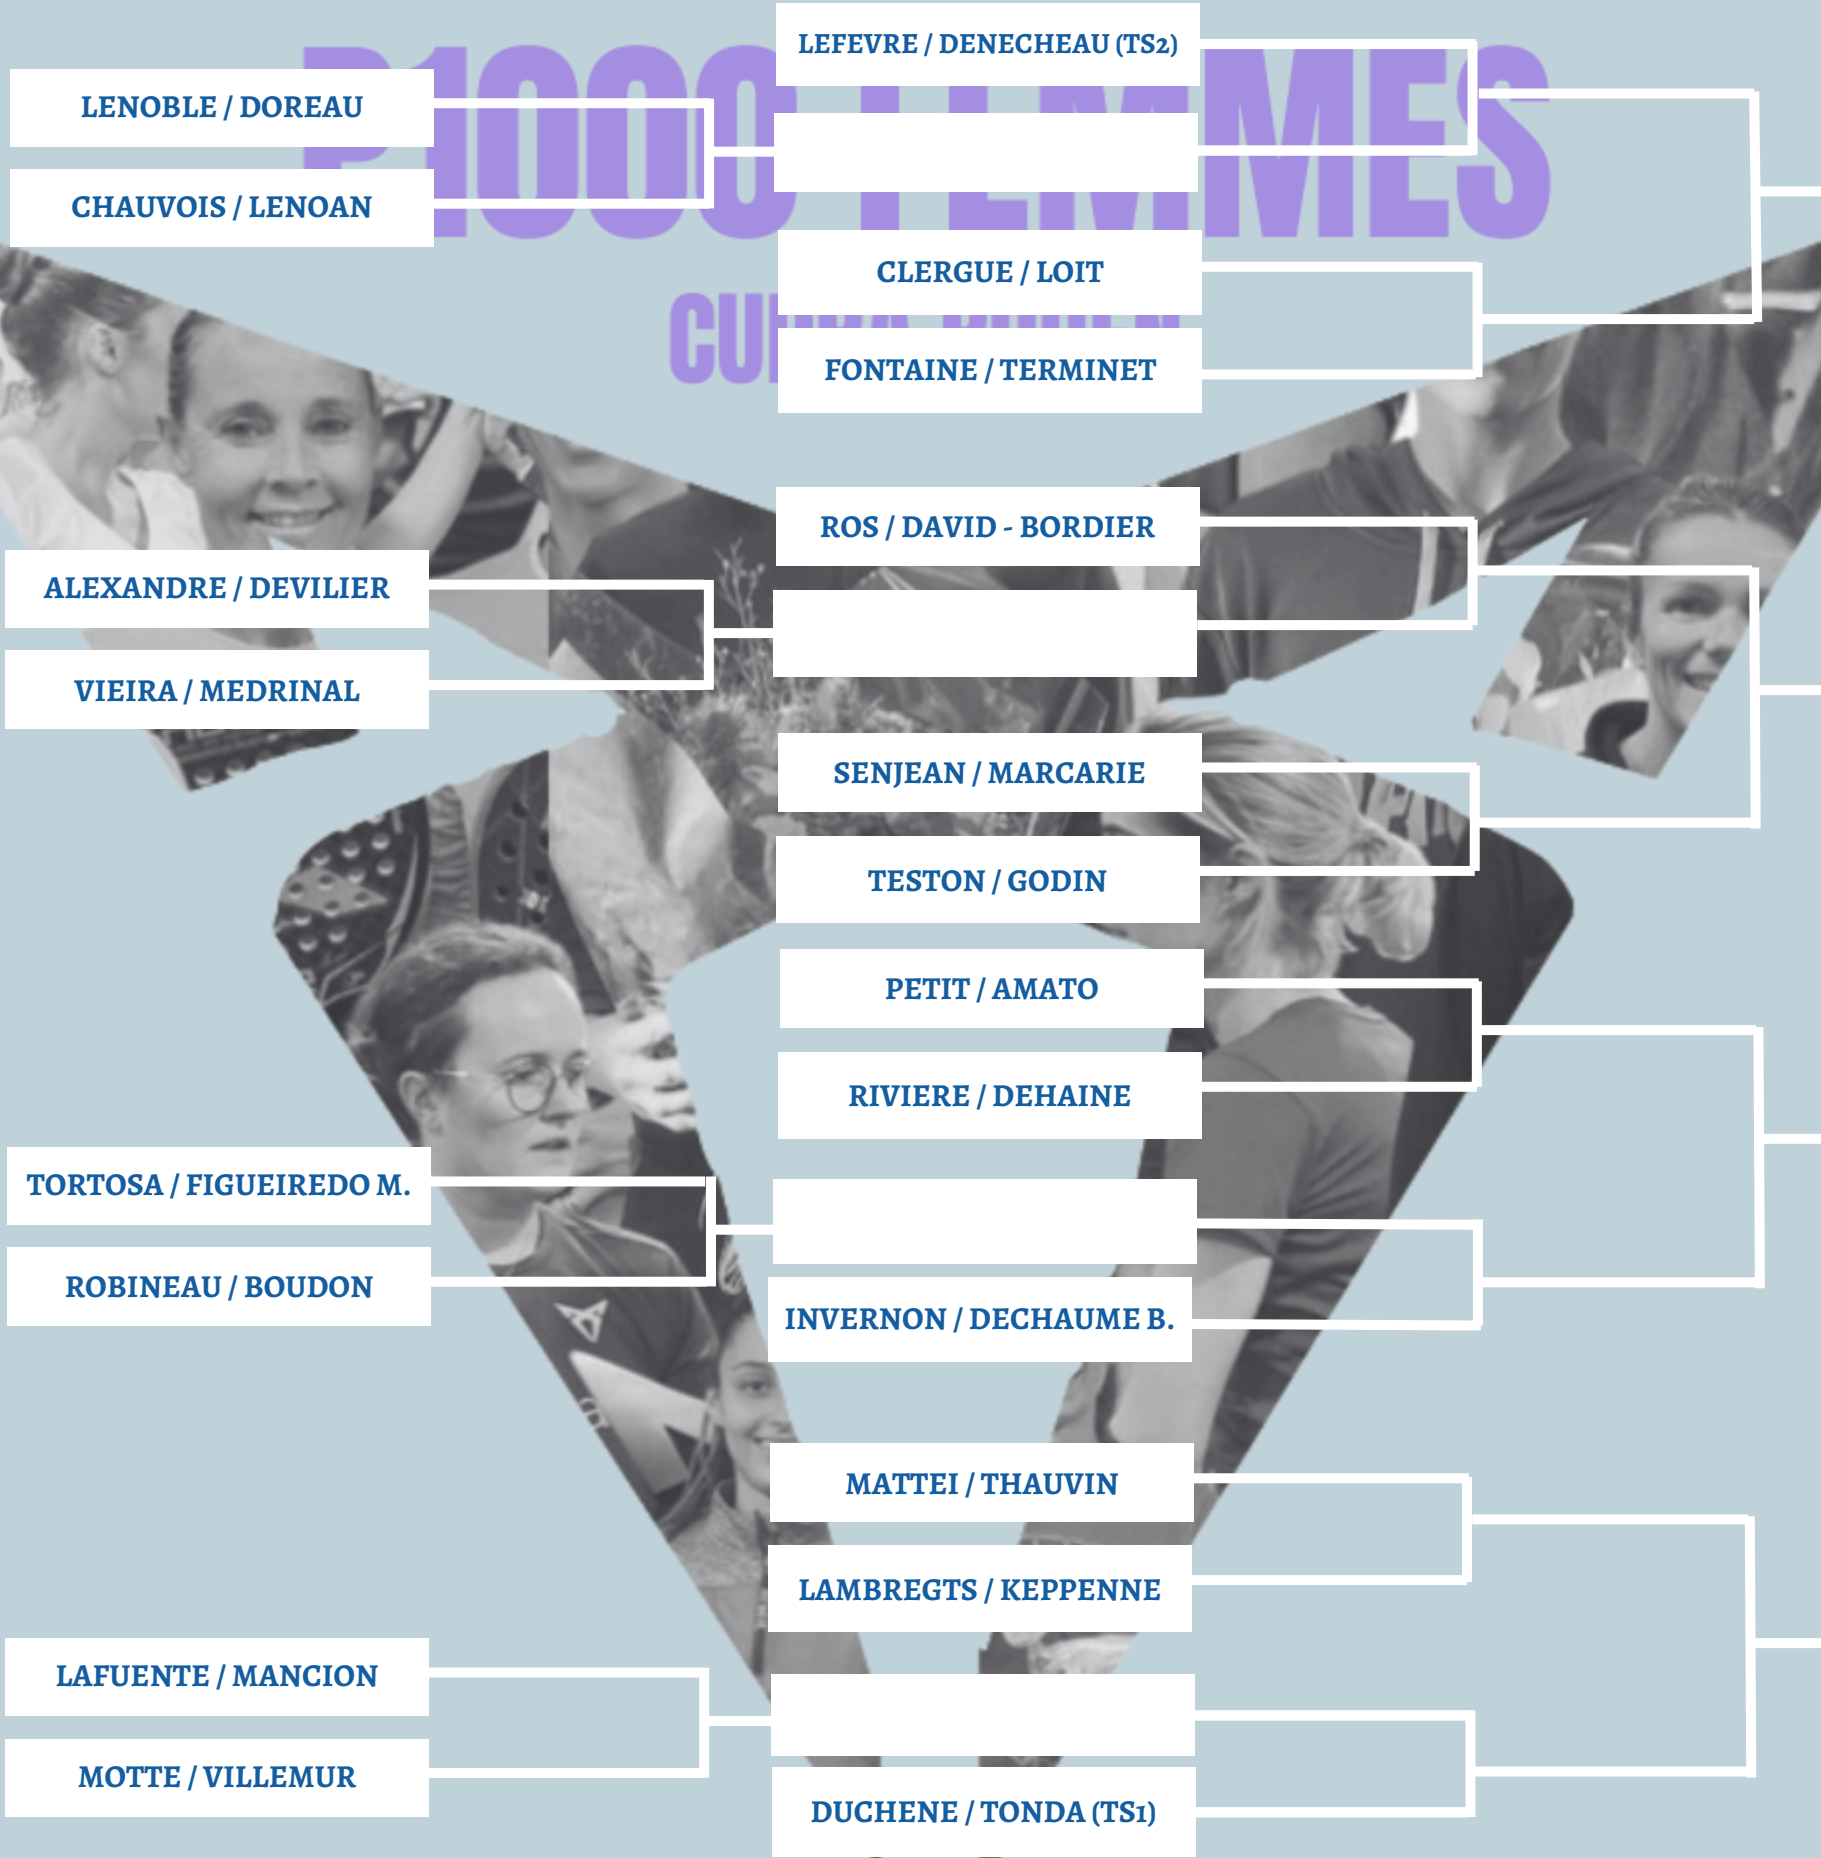 P1000 FEMMES
LEFEVRE / DENECHEAU (TS2)
LENOBLE / DOREAU
CHAUVOIS / LENOAN
CLERGUE / LOIT
FONTAINE / TERMINET
ROS / DAVID - BORDIER
ALEXANDRE / DEVILIER
VIEIRA / MEDRINAL
SENJEAN / MARCARIE
TESTON / GODIN
PETIT / AMATO
RIVIERE / DEHAINE
TORTOSA / FIGUEIREDO M.
ROBINEAU / BOUDON
INVERNON / DECHAUME B.
MATTEI / THAUVIN
LAMBREGTS / KEPPENNE
LAFUENTE / MANCION
MOTTE / VILLEMUR
DUCHENE / TONDA (TS1)